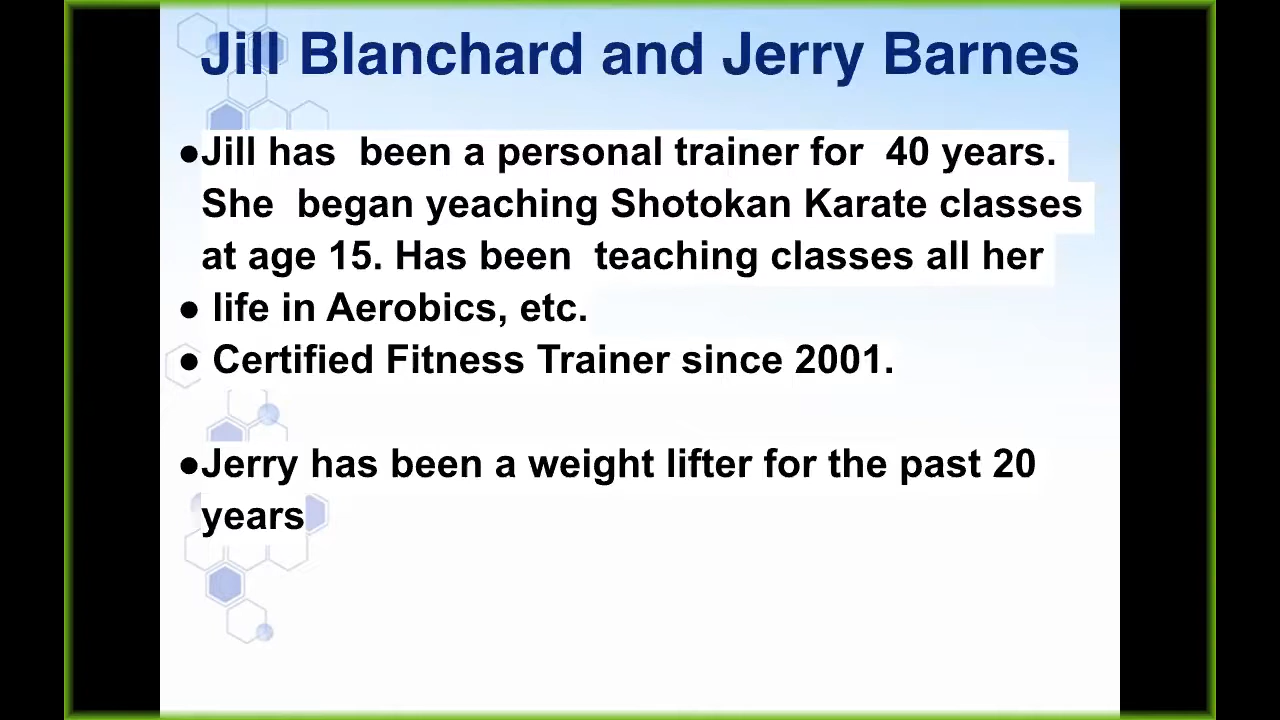 Jill Blanchard and Jerry Barnes
●Jill has  been a personal trainer for  40 years.
She  began yeaching Shotokan Karate classes
at age 15. Has been  teaching classes all her
● life in Aerobics, etc.
● Certified Fitness Trainer since 2001.
●Jerry has been a weight lifter for the past 20
years